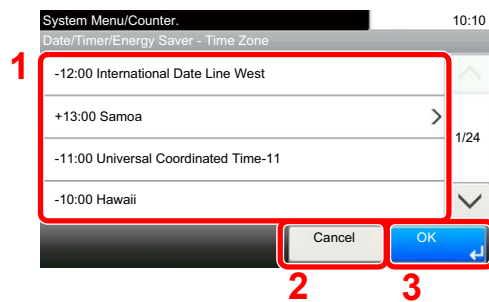 System Menu/Counter. 10:10
Date/Timer/Energy Saver - Time Zone
1
-12:00 International Date Line West
+13:00 Samoa
1/24
-11:00 Universal Coordinated Time-11
-10:00 Hawaii
Cancel OK
2 3